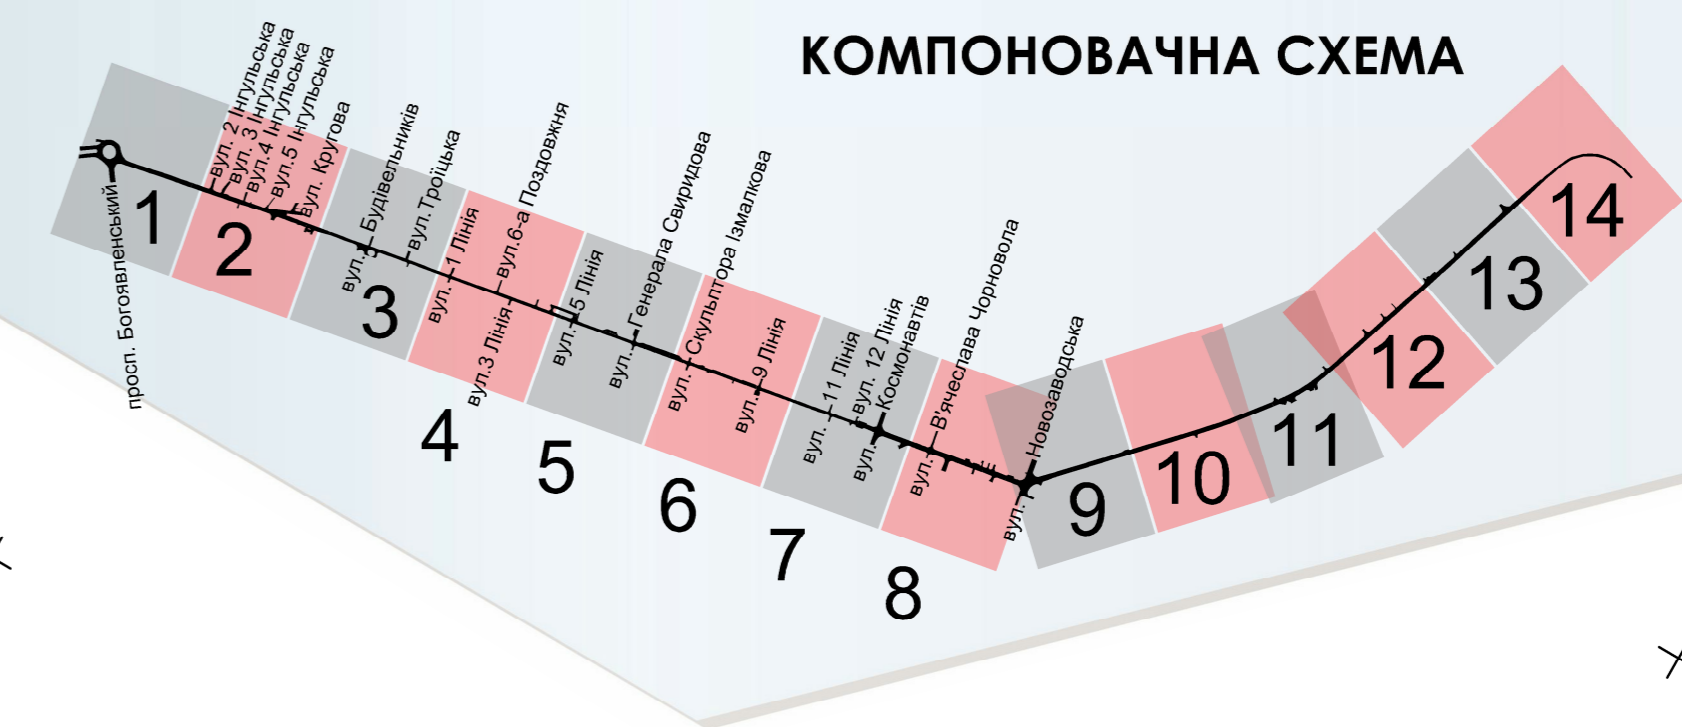 КОМПОНОВАЧНА СХЕМА
просп. Богоявленський
1
вул. 2 Інгульська
вул. 3 Інгульська
вул.4 Інгульська
вул.5 Інгульська
вул. Кругова
2
вул. Будівельників
вул.Троїцька
3
вул. 1 Лінія
вул.3 Лінія
вул.6-а Поздовжня
4
вул. 5 Лінія
вул. Генерала Свиридова
5
вул. Скульптора Ізмалкова
вул. 9 Лінія
6
вул. 11 Лінія
вул. 12 Лінія
вул. Космонавтів
7
вул. В'ячеслава Чорновола
8
вул. Новозаводська
9
10
11
12
13
14